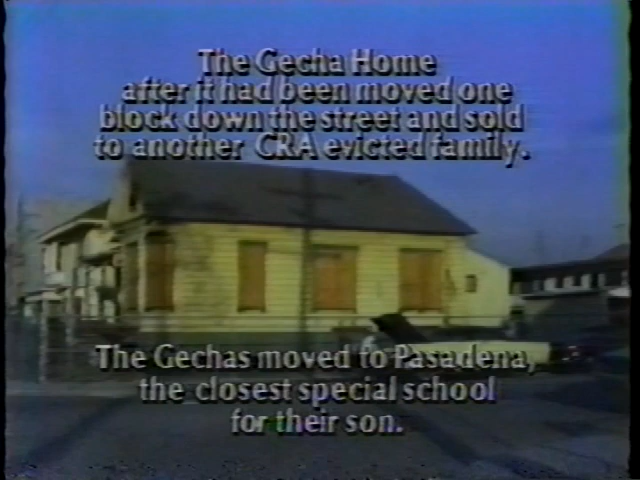 The Gecha Home
after it had been moved one
block down the street and sold
to another CRA evicted family.
The Gechas moved to Pasadena,
the closest special school
for their son.